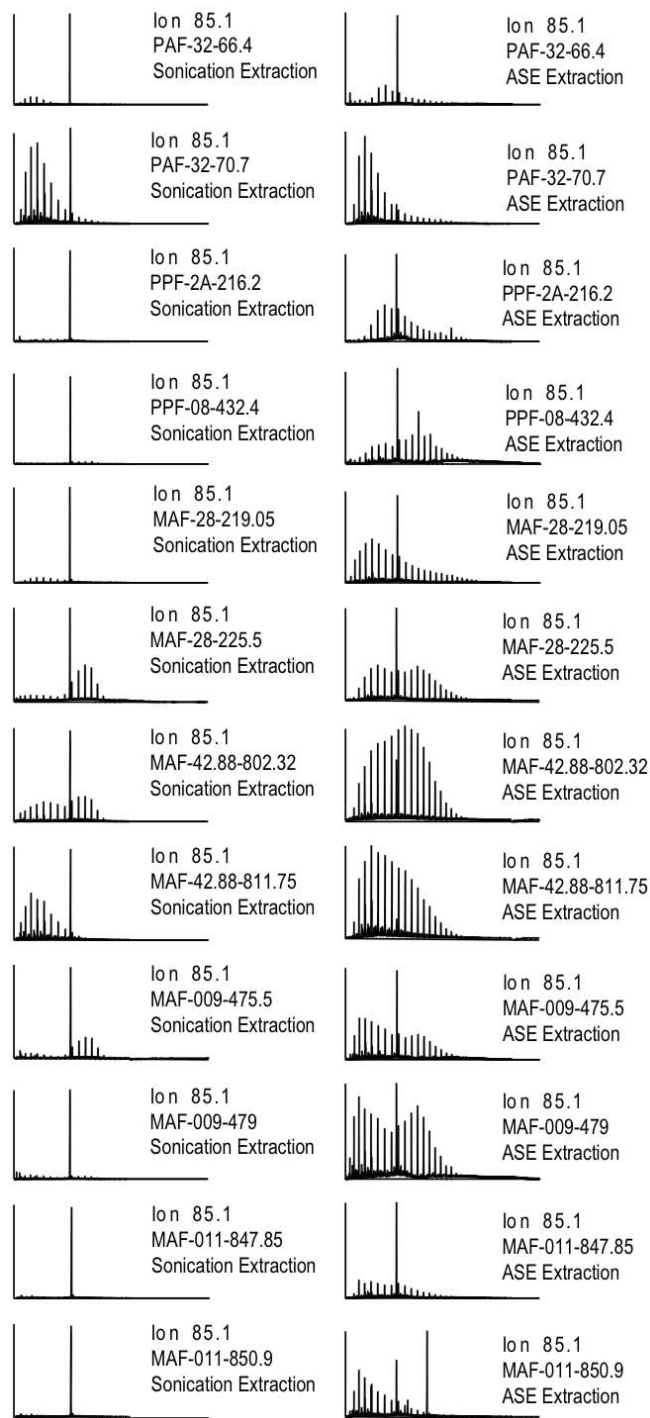 Ion 85.1
PAF-32-66.4
Sonication Extraction
Ion 85.1
PAF-32-66.4
ASE Extraction
Ion 85.1
PAF-32-70.7
Sonication Extraction
Ion 85.1
PAF-32-70.7
ASE Extraction
Ion 85.1
PPF-2A-216.2
Sonication Extraction
Ion 85.1
PPF-2A-216.2
ASE Extraction
Ion 85.1
PPF-08-432.4
Sonication Extraction
Ion 85.1
PPF-08-432.4
ASE Extraction
Ion 85.1
MAF-28-219.05
Sonication Extraction
Ion 85.1
MAF-28-219.05
ASE Extraction
Ion 85.1
MAF-28-225.5
Sonication Extraction
Ion 85.1
MAF-28-225.5
ASE Extraction
Ion 85.1
MAF-42.88-802.32
Sonication Extraction
Ion 85.1
MAF-42.88-802.32
ASE Extraction
Ion 85.1
MAF-42.88-811.75
Sonication Extraction
Ion 85.1
MAF-42.88-811.75
ASE Extraction
Ion 85.1
MAF-009-475.5
Sonication Extraction
Ion 85.1
MAF-009-475.5
ASE Extraction
Ion 85.1
MAF-009-479
Sonication Extraction
Ion 85.1
MAF-009-479
ASE Extraction
Ion 85.1
MAF-011-847.85
Sonication Extraction
Ion 85.1
MAF-011-847.85
ASE Extraction
Ion 85.1
MAF-011-850.9
Sonication Extraction
Ion 85.1
MAF-011-850.9
ASE Extraction